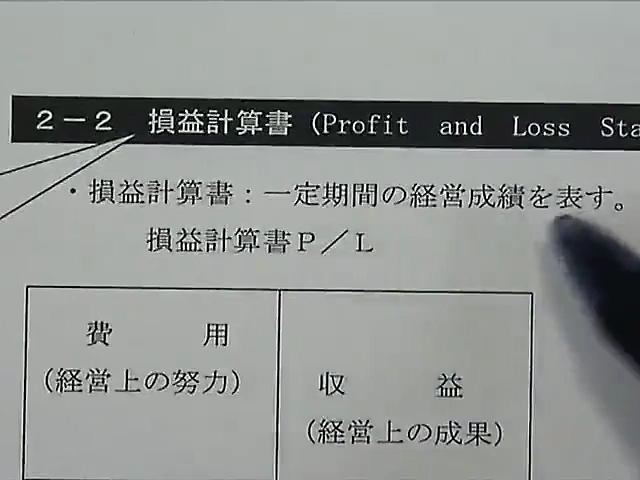 2－2 損益計算書（Profit and Loss Sta
・損益計算書：一定期間の経営成績を表す。
損益計算書Ｐ／Ｌ
費用
（経営上の努力）
収益
（経営上の成果）